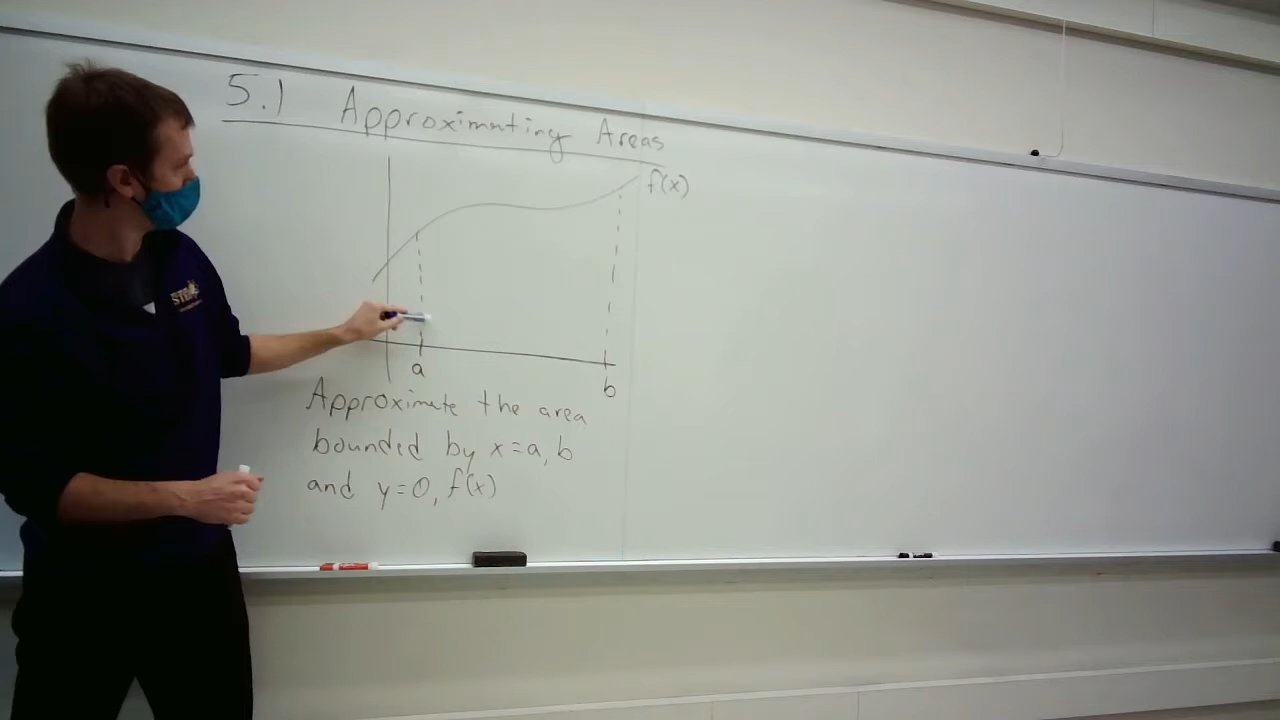 5.1 Approximating Areas
f(x)
a
b
Approximate the area
bounded by x=a, b
and y=0, f(x)